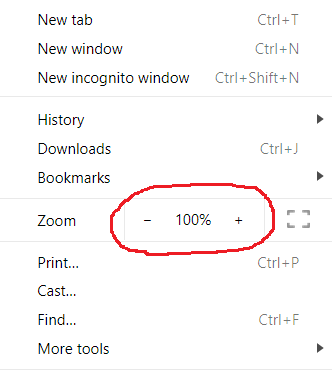 New tab Ctrl+T
New window Ctrl+N
New incognito window Ctrl+Shift+N
History
Downloads Ctrl+J
Bookmarks
Zoom − 100% +
Print... Ctrl+P
Cast...
Find... Ctrl+F
More tools